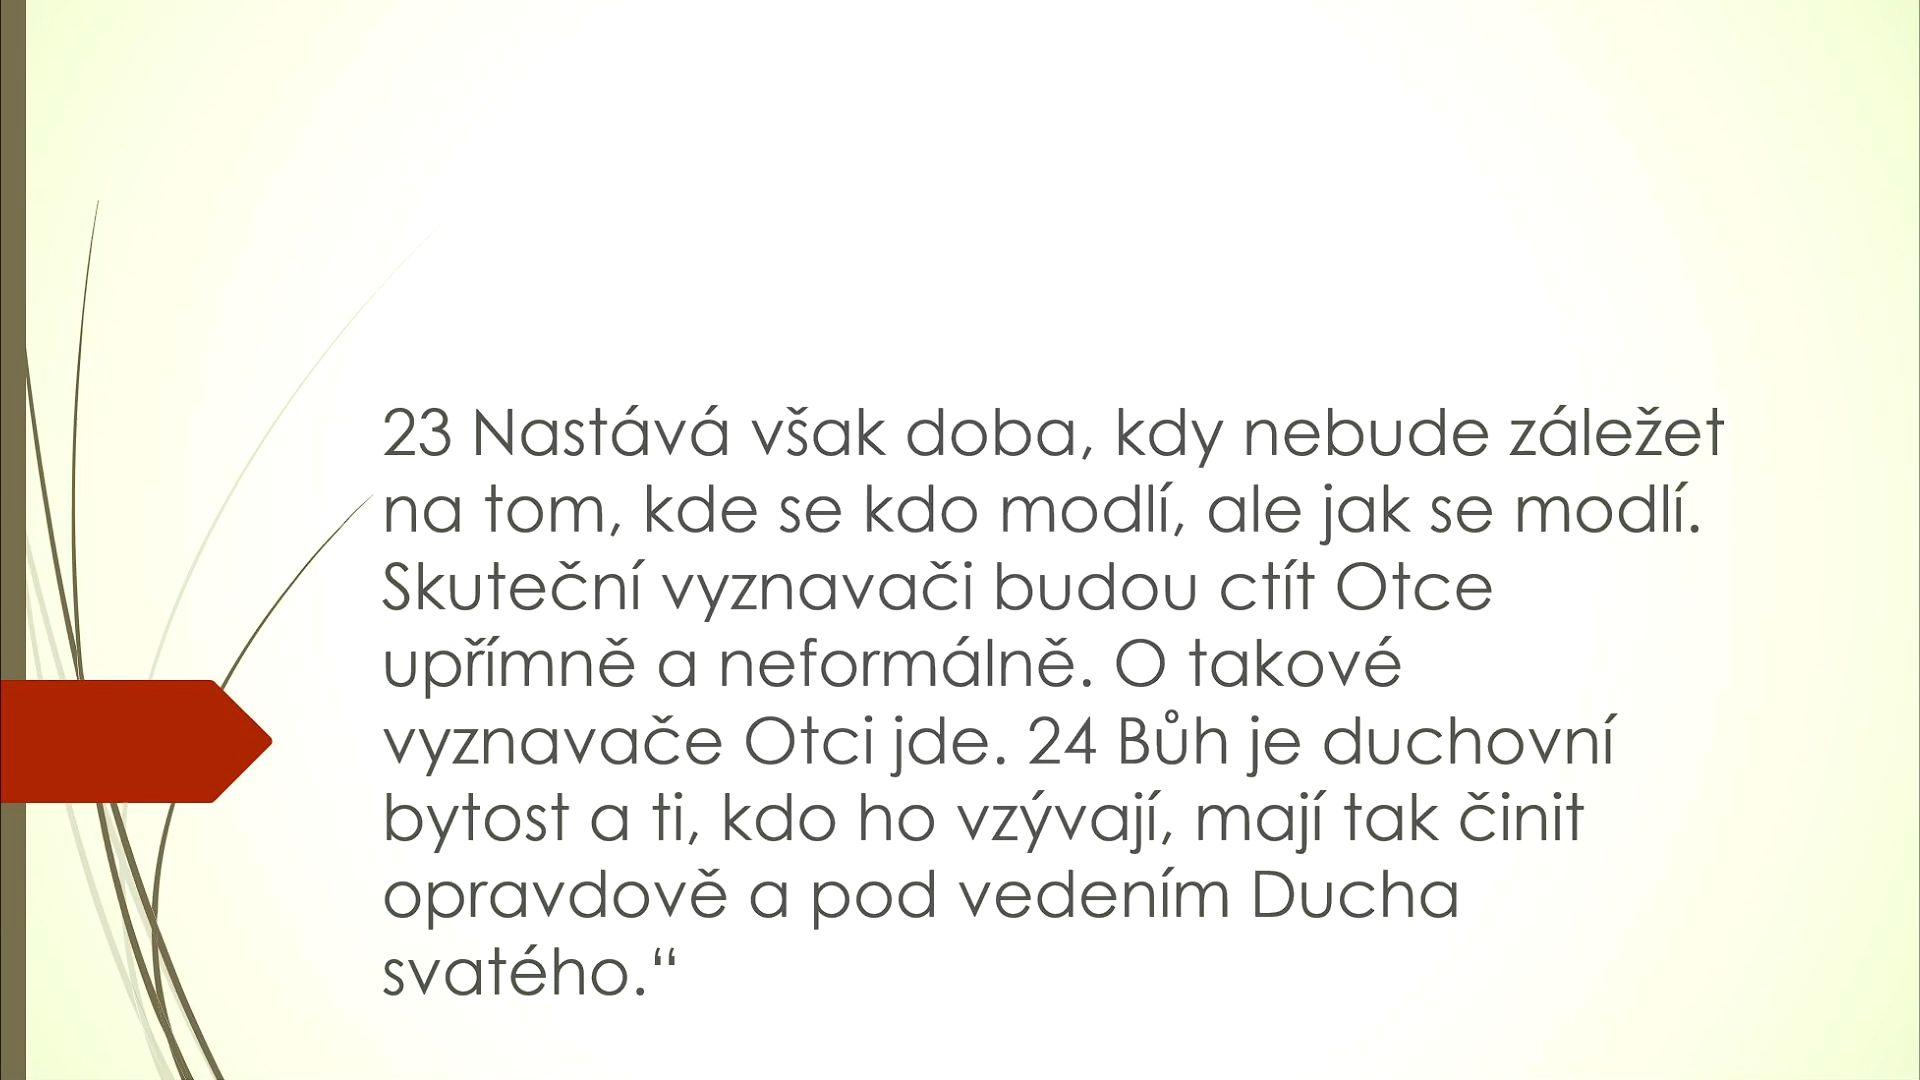 23 Nastává však doba, kdy nebude záležet
na tom, kde se kdo modlí, ale jak se modlí.
Skuteční vyznavači budou ctít Otce
upřímně a neformálně. O takové
vyznavače Otci jde. 24 Bůh je duchovní
bytost a ti, kdo ho vzývají, mají tak činit
opravdově a pod vedením Ducha
svatého.“